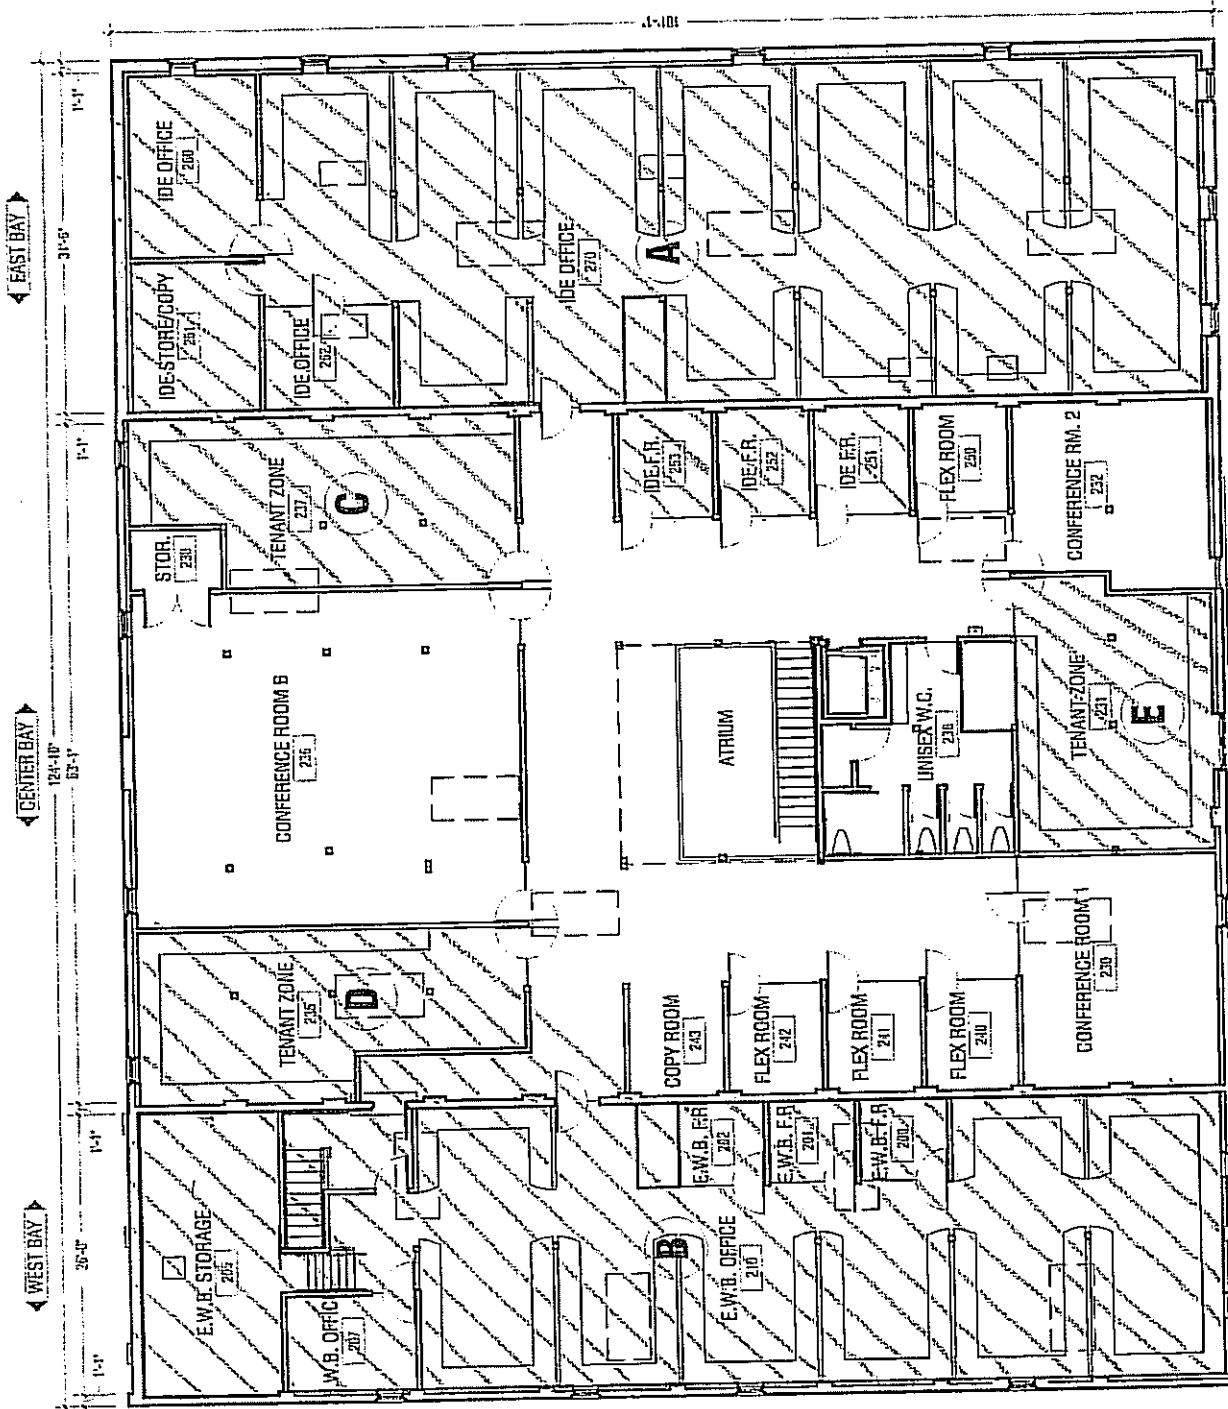 WEST BAY
CENTER BAY
EAST BAY
124'-10"
1'-1"
26'-0"
1'-1"
63'-1"
1'-1"
31'-6"
1'-1"
101'-1"
E.W.B. STORAGE
205
W.B. OFFIC
207
E.W.B. OFFICE
210
B
E.W.B. F.R
202
E.W.B. F.R
201
E.W.B. F.R
200
TENANT ZONE
235
D
COPY ROOM
243
FLEX ROOM
242
FLEX ROOM
241
FLEX ROOM
240
CONFERENCE ROOM 1
230
CONFERENCE ROOM B
236
ATRIUM
UNISEX W.C.
TENANT ZONE
231
E
STOR.
TENANT ZONE
237
C
IDE F.R.
253
IDE F.R.
252
IDE F.R.
251
FLEX ROOM
250
CONFERENCE RM. 2
232
IDE STORE/COPY
261
IDE OFFICE
260
IDE OFFICE
262
IDE OFFICE
270
A